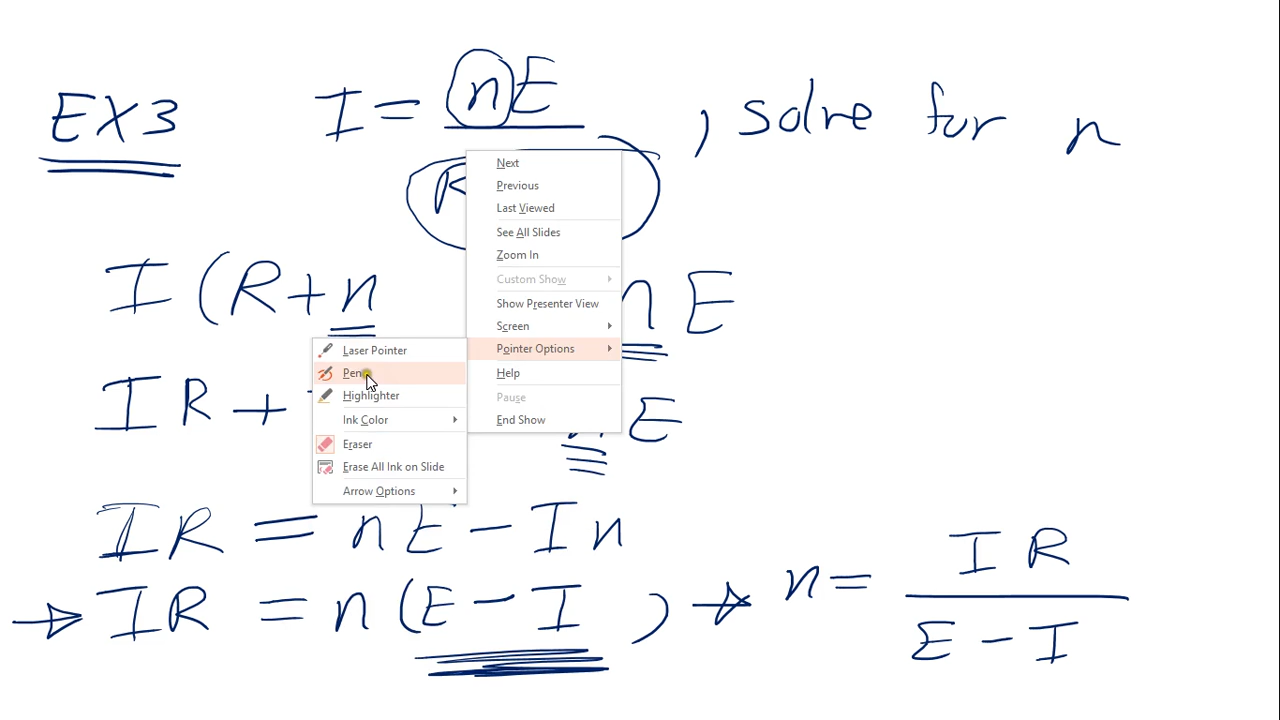 EX3 I = nE , solve for n
R
I (R + n n E
IR + E
IR = nE - In
→ IR = n (E - I ) → n = IR
E - I
Next
Previous
Last Viewed
See All Slides
Zoom In
Custom Show
Show Presenter View
Screen
Pointer Options
Help
Pause
End Show
Laser Pointer
Pen
Highlighter
Ink Color
Eraser
Erase All Ink on Slide
Arrow Options